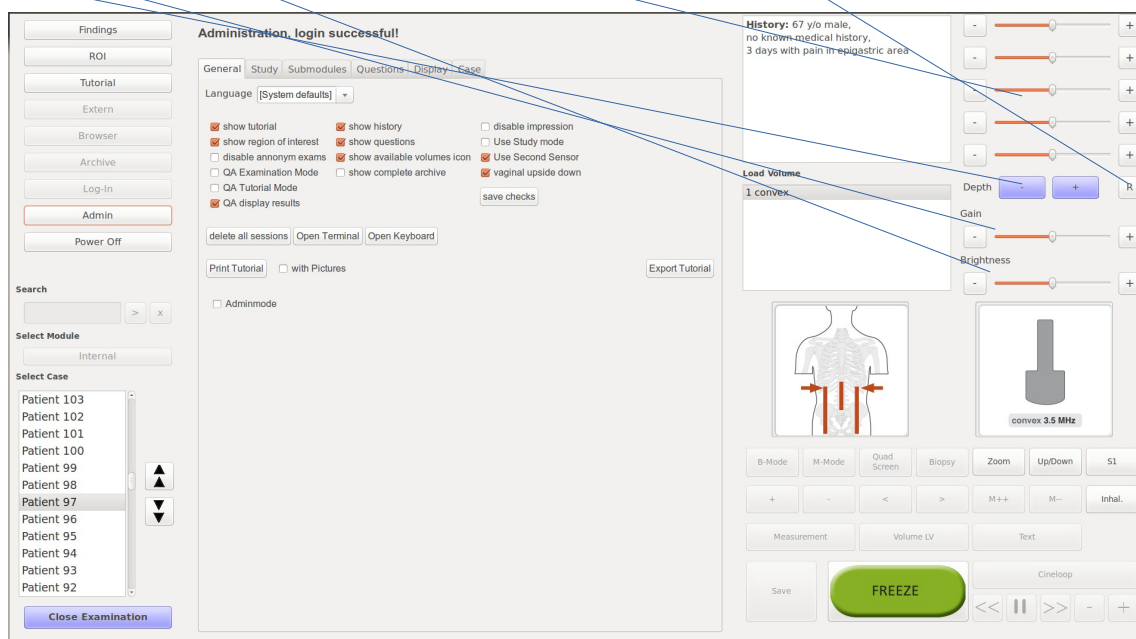 Findings
ROI
Tutorial
Extern
Browser
Archive
Log-In
Admin
Power Off
Search
> x
Select Module
Internal
Select Case
Patient 103
Patient 102
Patient 101
Patient 100
Patient 99
Patient 98
Patient 97
Patient 96
Patient 95
Patient 94
Patient 93
Patient 92
Close Examination
Administration, login successful!
General Study Submodules Questions Display Case
Language [System defaults]
show tutorial show history disable impression
show region of interest show questions Use Study mode
disable annonym exams show available volumes icon Use Second Sensor
QA Examination Mode show complete archive vaginal upside down
QA Tutorial Mode
save checks
QA display results
delete all sessions Open Terminal Open Keyboard
Print Tutorial with Pictures Export Tutorial
Adminmode
History: 67 y/o male,
no known medical history,
3 days with pain in epigastric area
Load Volume
1 convex
- +
- +
- +
- +
- +
Depth - + R
Gain
- +
Brightness
- +
convex 3.5 MHz
B-Mode M-Mode Quad Screen Biopsy Zoom Up/Down S1
+ - < > M++ M-- Inhal.
Measurement Volume LV Text
Save FREEZE Cineloop
<< || >> - +